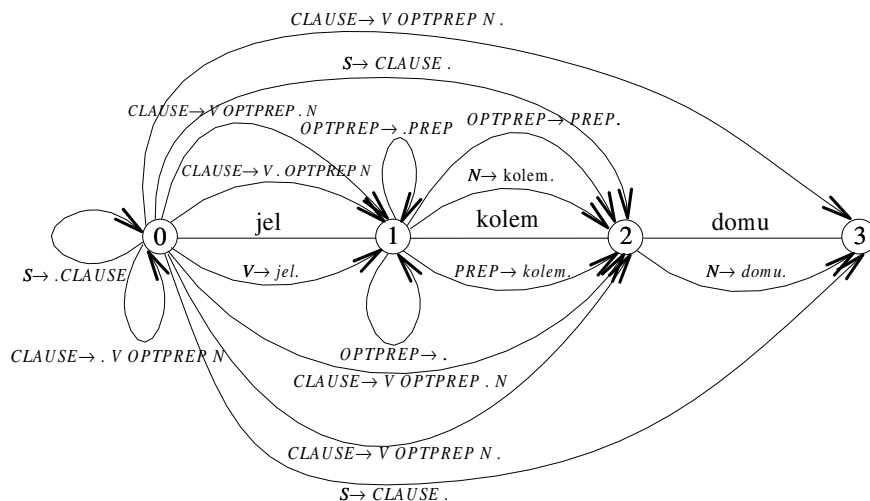 CLAUSE→ V OPTPREP N .
S→ CLAUSE .
CLAUSE→ V OPTPREP . N
OPTPREP→ PREP.
OPTPREP→ .PREP
CLAUSE→ V . OPTPREP N
N→ kolem.
jel
kolem
domu
0
1
2
3
S→ .CLAUSE
V→ jel.
PREP→ kolem.
N→ domu.
CLAUSE→ . V OPTPREP N
OPTPREP→ .
CLAUSE→ V OPTPREP . N
CLAUSE→ V OPTPREP N .
S→ CLAUSE .